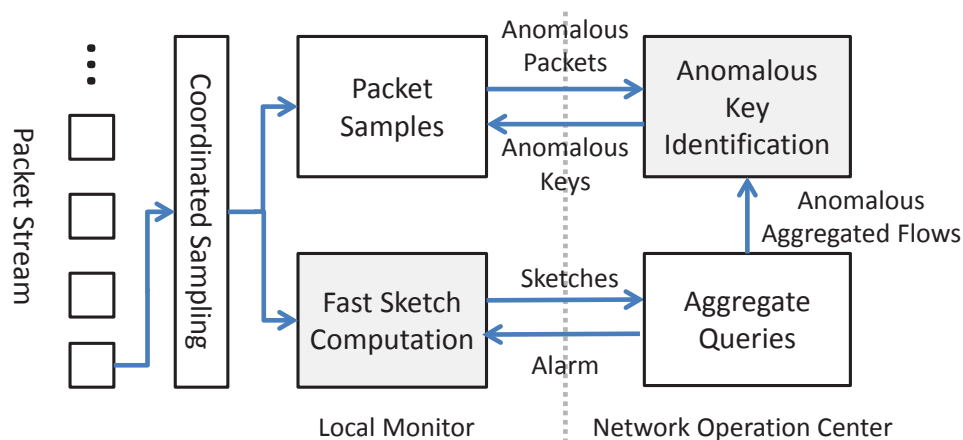 Packet Stream
Coordinated Sampling
Packet
Samples
Anomalous
Packets
Anomalous
Keys
Anomalous
Key
Identification
Anomalous
Aggregated Flows
Fast Sketch
Computation
Sketches
Alarm
Aggregate
Queries
Local Monitor
Network Operation Center